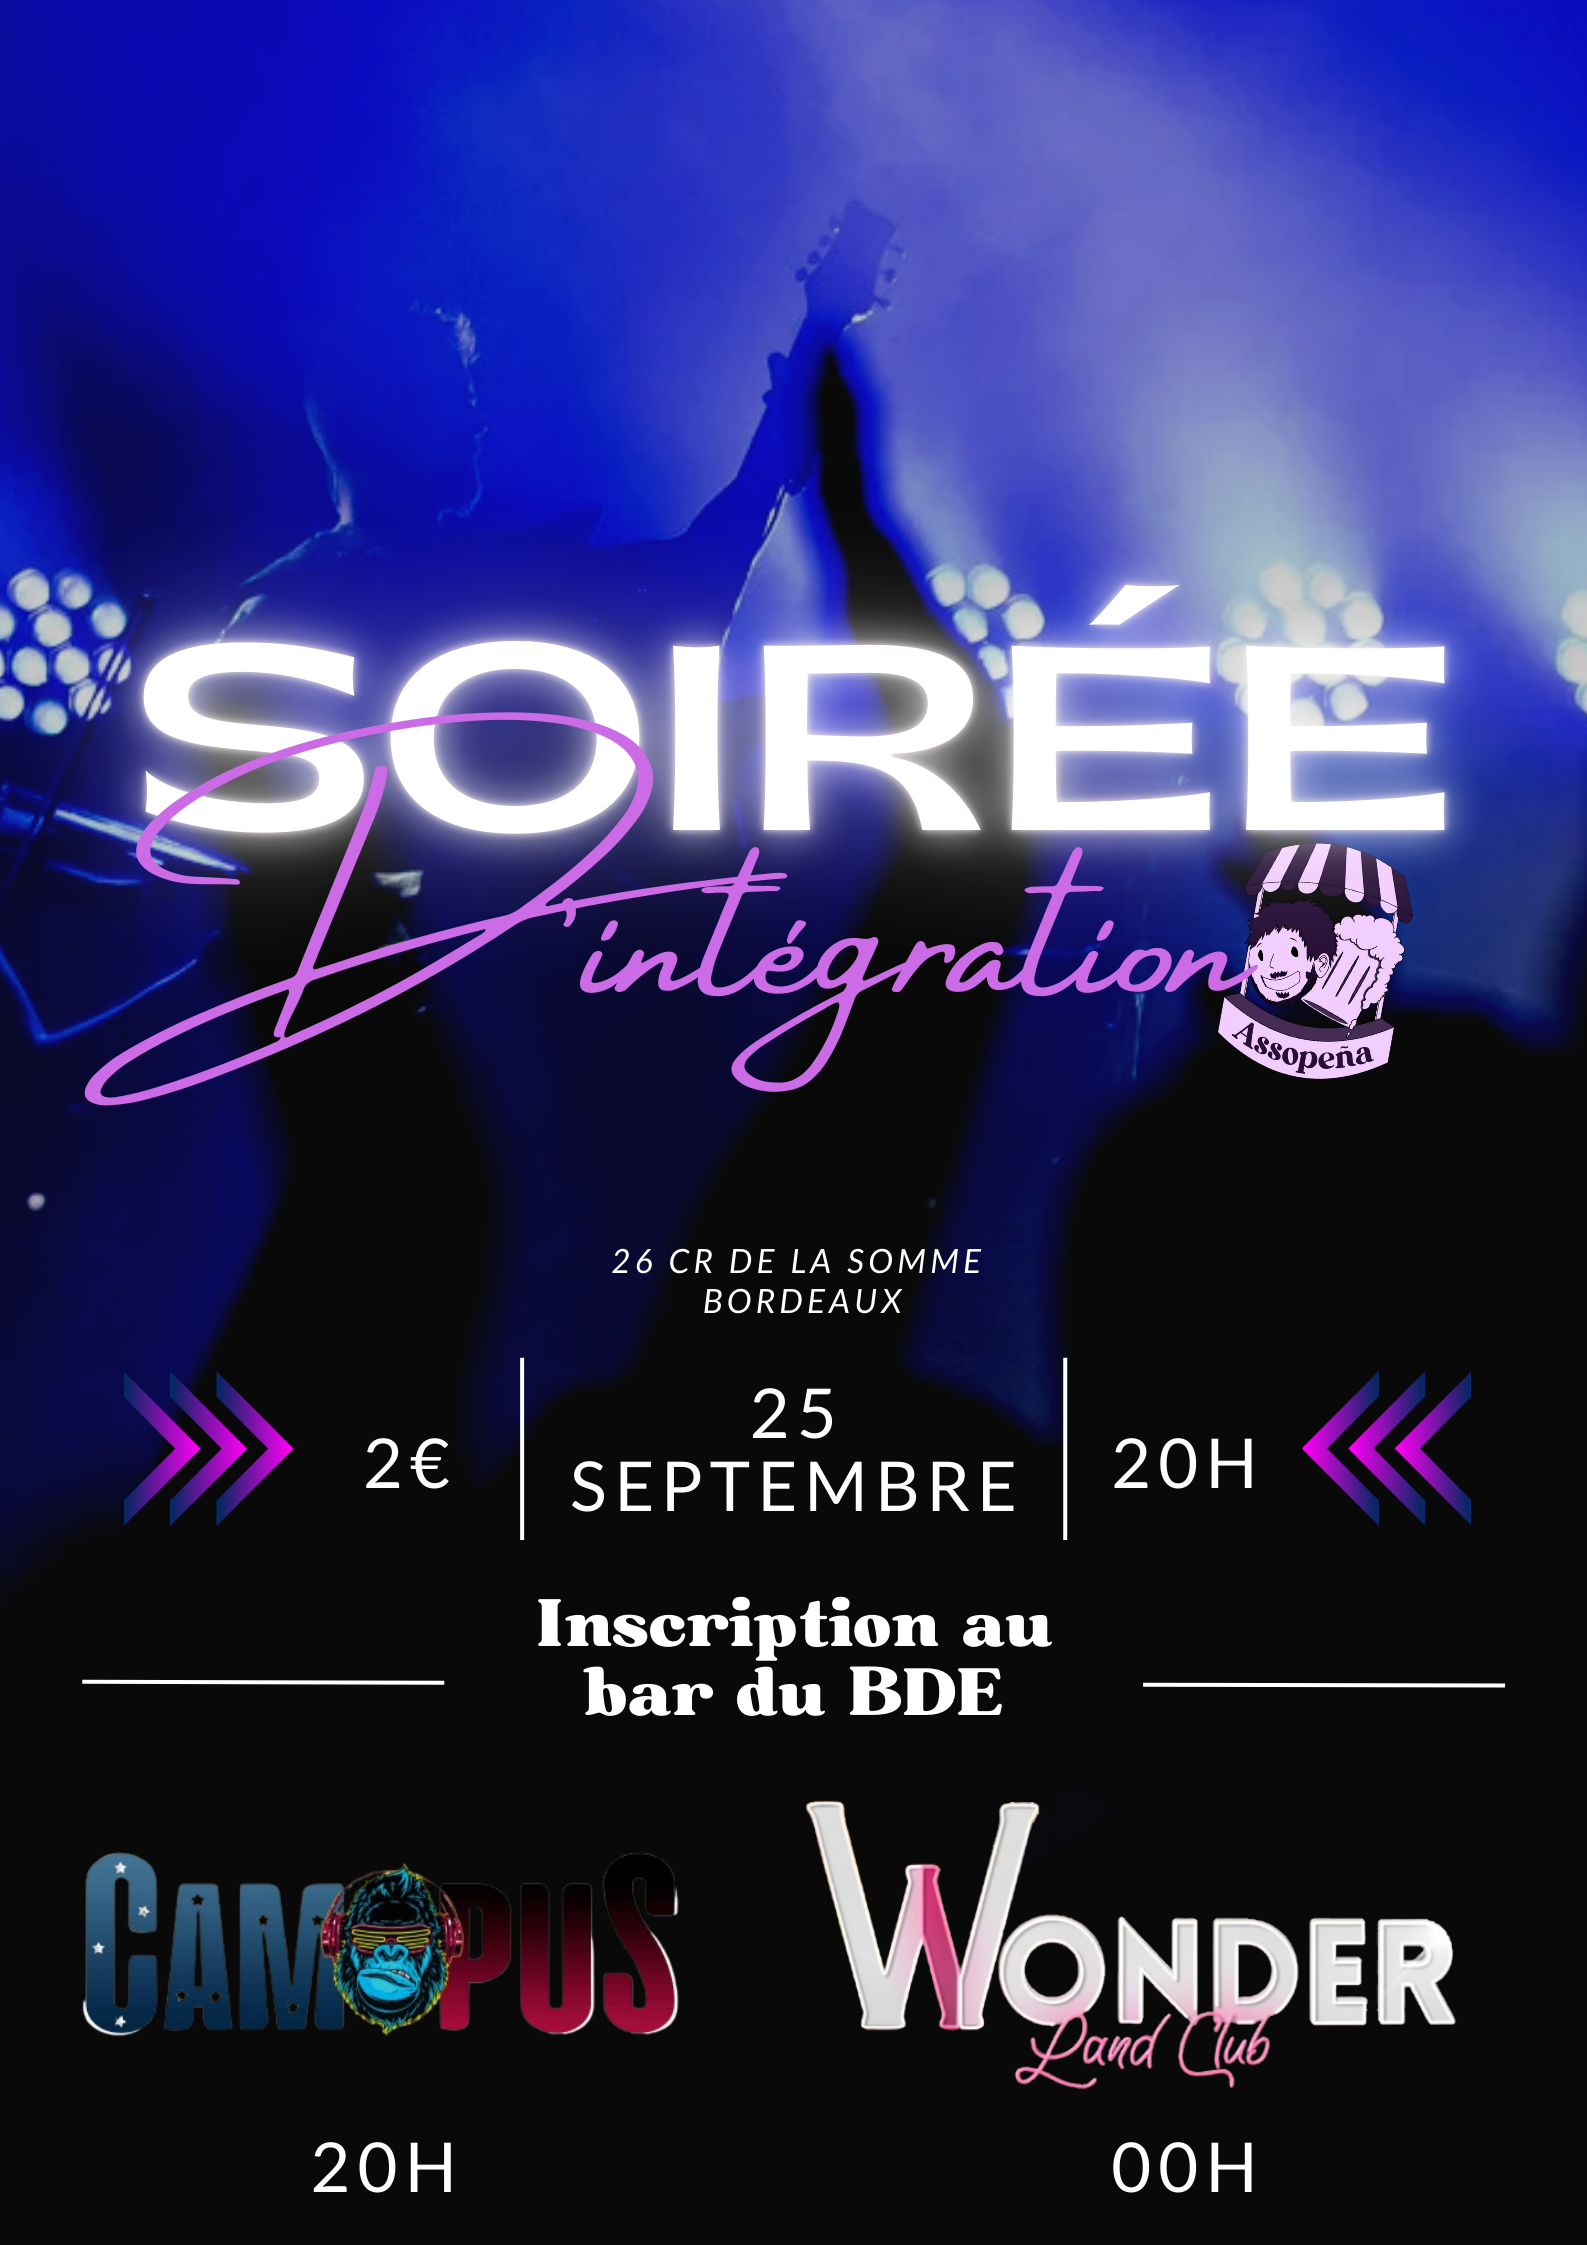 SOIRÉE
D'intégration
Assopeña
26 CR DE LA SOMME
BORDEAUX
2€
25
SEPTEMBRE
20H
Inscription au
bar du BDE
CAMPUS
WONDER
Land Club
20H
00H